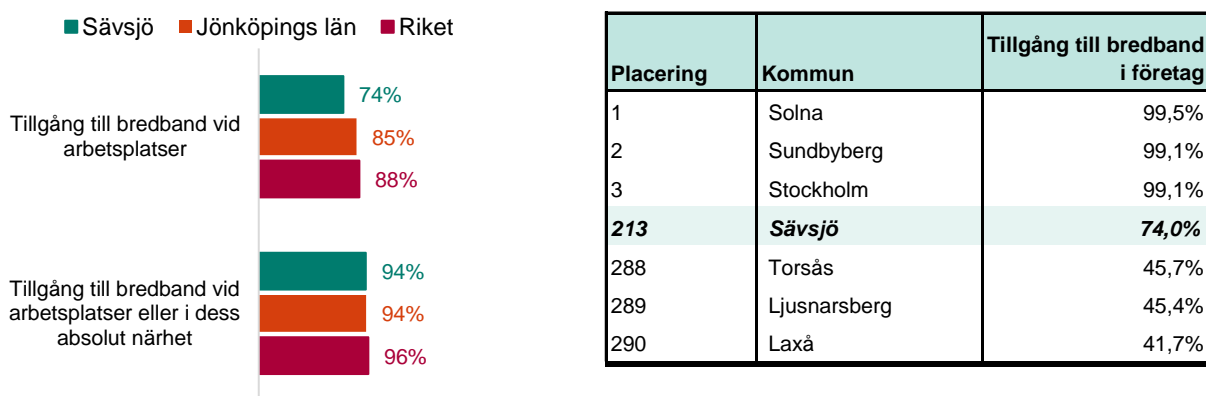 Sävsjö Jönköpings län Riket
Tillgång till bredband vid
arbetsplatser
74%
85%
88%
Tillgång till bredband vid
arbetsplatser eller i dess
absolut närhet
94%
94%
96%
Placering Kommun Tillgång till bredband
i företag
1 Solna 99,5%
2 Sundbyberg 99,1%
3 Stockholm 99,1%
213 Sävsjö 74,0%
288 Torsås 45,7%
289 Ljusnarsberg 45,4%
290 Laxå 41,7%